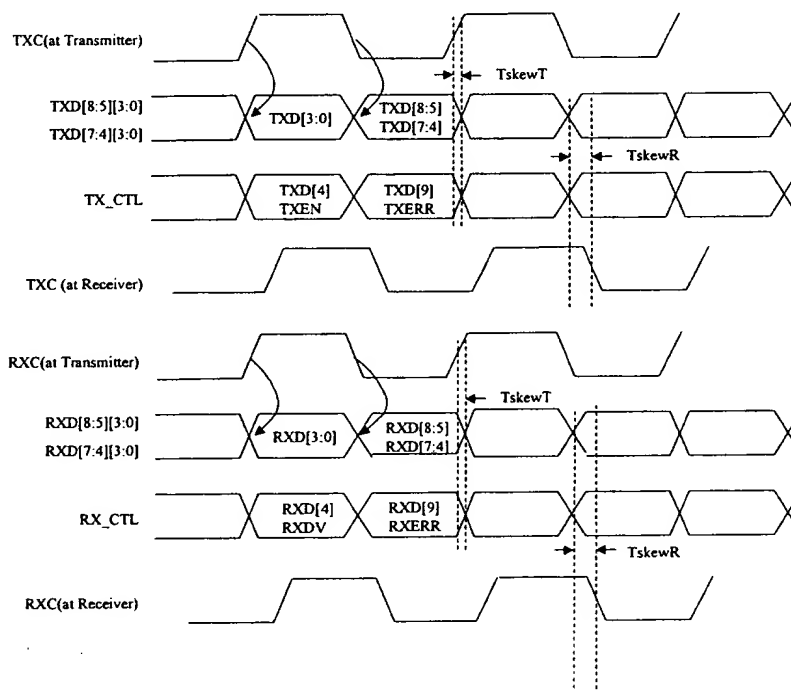 TXC(at Transmitter)
TskewT
TXD[8:5][3:0]
TXD[7:4][3:0]
TXD[3:0]
TXD[8:5]
TXD[7:4]
TskewR
TX_CTL
TXD[4]
TXEN
TXD[9]
TXERR
TXC (at Receiver)
RXC(at Transmitter)
TskewT
RXD[8:5][3:0]
RXD[7:4][3:0]
RXD[3:0]
RXD[8:5]
RXD[7:4]
RX_CTL
RXD[4]
RXDV
RXD[9]
RXERR
TskewR
RXC(at Receiver)